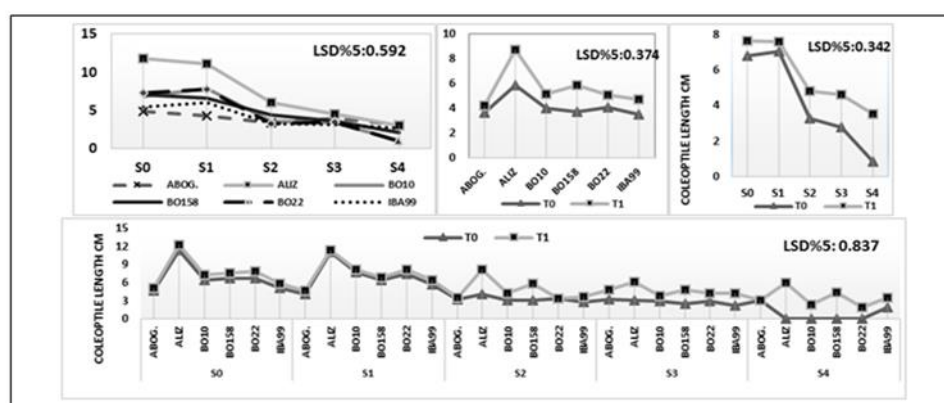 15
10
5
0
LSD%5:0.592
S0 S1 S2 S3 S4
ABOG. ALIZ BO10
BO158 BO22 IBA99
10
8
6
4
2
0
LSD%5:0.374
ABOG. ALIZ BO10 BO158 BO22 IBA99
T0 T1
COLEOPTILE LENGTH CM
8
6
4
2
0
LSD%5:0.342
S0 S1 S2 S3 S4
T0 T1
COLEOPTILE LENGTH CM
15
12
9
6
3
0
T0 T1
LSD%5: 0.837
ABOG. ALIZ BO10 BO158 BO22 IBA99 ABOG. ALIZ BO10 BO158 BO22 IBA99 ABOG. ALIZ BO10 BO158 BO22 IBA99 ABOG. ALIZ BO10 BO158 BO22 IBA99 ABOG. ALIZ BO10 BO158 BO22 IBA99
S0 S1 S2 S3 S4